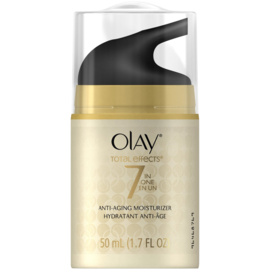 OLAY®
total effects®
7 IN
ONE
EN UN
ANTI-AGING MOISTURIZER
HYDRATANT ANTI-ÂGE
50 mL (1.7 FL OZ)